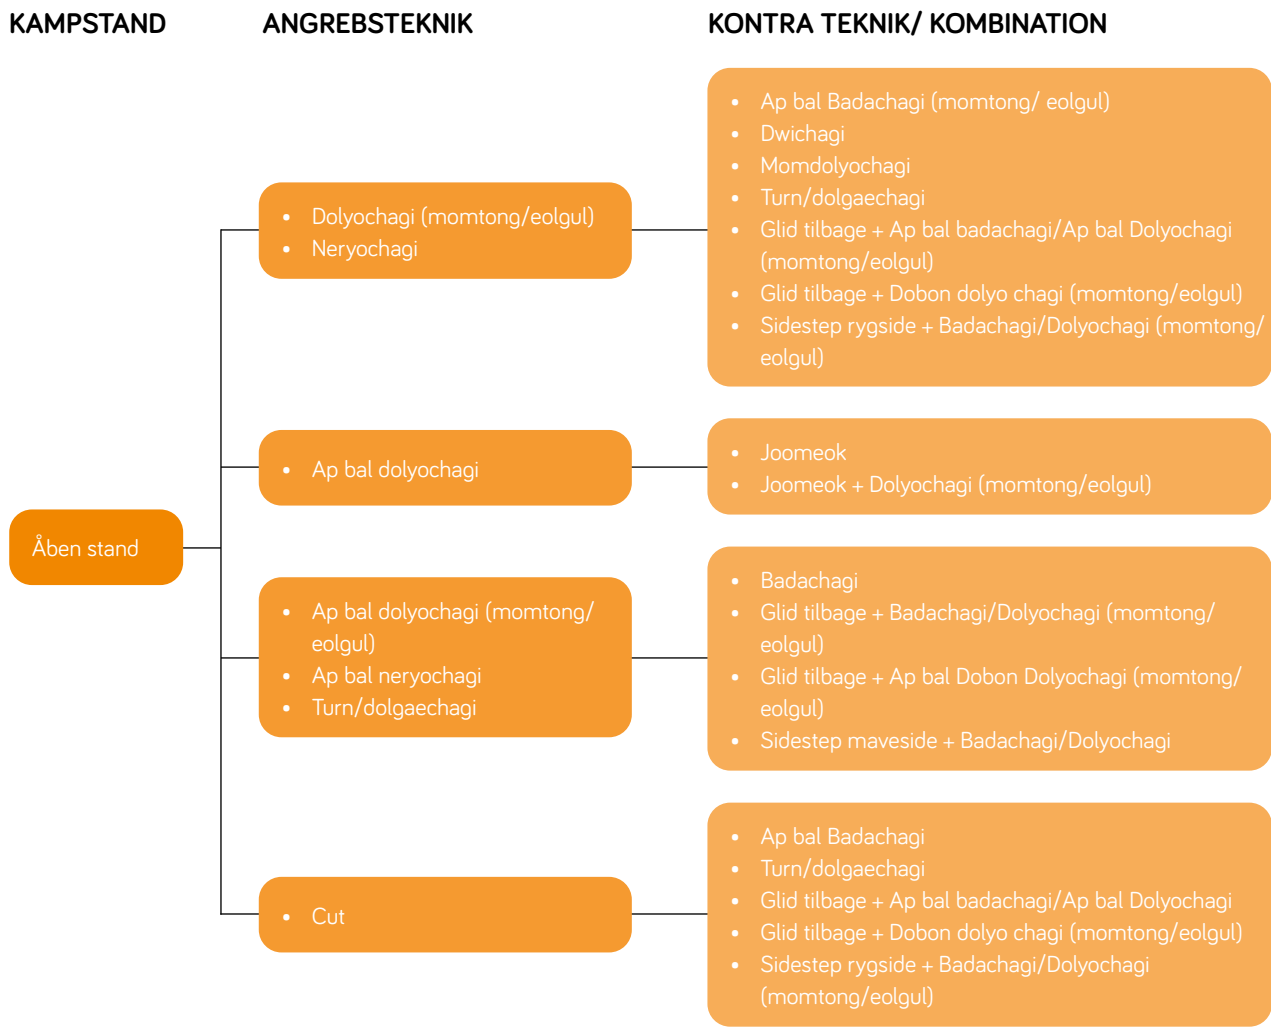 KAMPSTAND ANGREBSTEKNIK KONTRA TEKNIK/ KOMBINATION
Åben stand
• Dolyochagi (momtong/eolgul)
• Neryochagi
• Ap bal Badachagi (momtong/ eolgul)
• Dwichagi
• Momdolyochagi
• Turn/dolgaechagi
• Glid tilbage + Ap bal badachagi/Ap bal Dolyochagi
(momtong/eolgul)
• Glid tilbage + Dobon dolyo chagi (momtong/eolgul)
• Sidestep rygside + Badachagi/Dolyochagi (momtong/
eolgul)
• Ap bal dolyochagi
• Joomeok
• Joomeok + Dolyochagi (momtong/eolgul)
• Ap bal dolyochagi (momtong/
eolgul)
• Ap bal neryochagi
• Turn/dolgaechagi
• Badachagi
• Glid tilbage + Badachagi/Dolyochagi (momtong/
eolgul)
• Glid tilbage + Ap bal Dobon Dolyochagi (momtong/
eolgul)
• Sidestep maveside + Badachagi/Dolyochagi
• Cut
• Ap bal Badachagi
• Turn/dolgaechagi
• Glid tilbage + Ap bal badachagi/Ap bal Dolyochagi
• Glid tilbage + Dobon dolyo chagi (momtong/eolgul)
• Sidestep rygside + Badachagi/Dolyochagi
(momtong/eolgul)